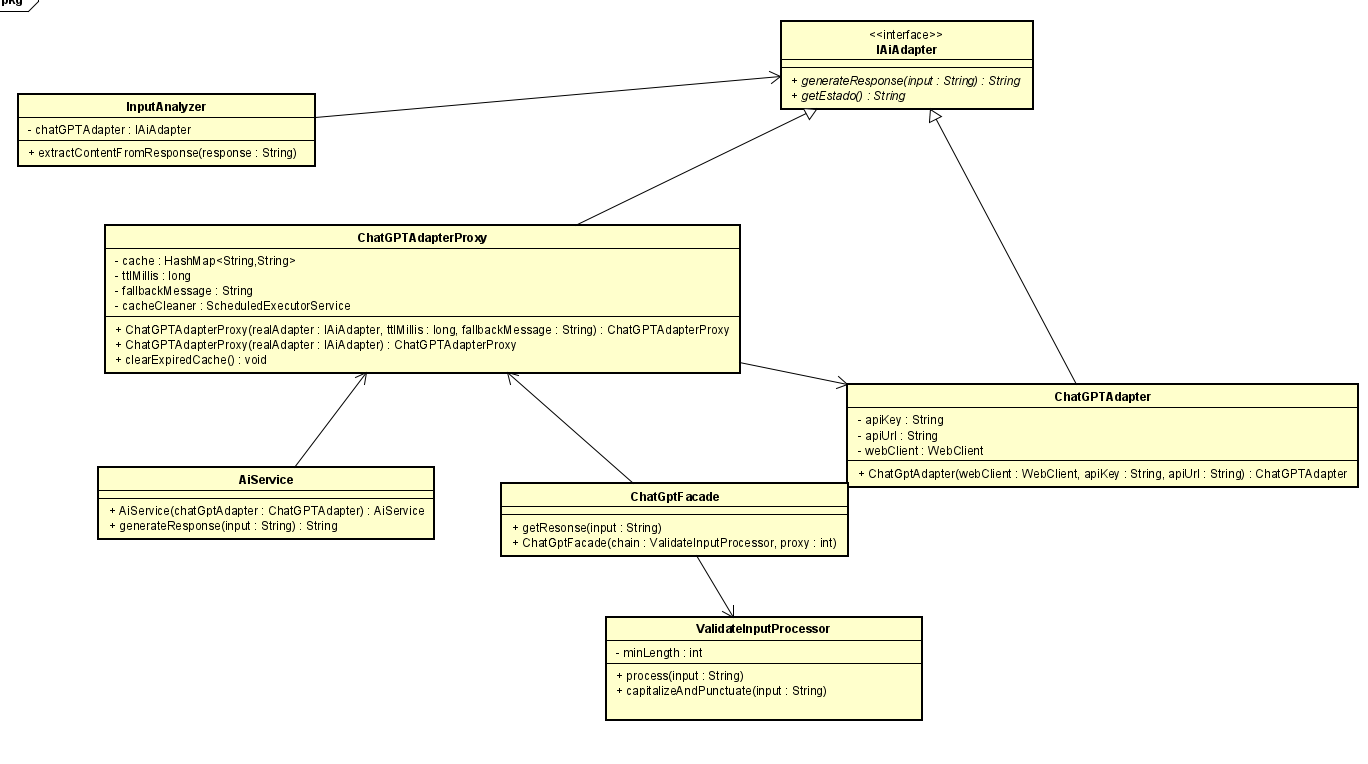 pkg
<<interface>>
IAiAdapter
+ generateResponse(input : String) : String
+ getEstado() : String
InputAnalyzer
- chatGPTAdapter : IAiAdapter
+ extractContentFromResponse(response : String)
ChatGPTAdapterProxy
- cache : HashMap<String,String>
- ttlMillis : long
- fallbackMessage : String
- cacheCleaner : ScheduledExecutorService
+ ChatGPTAdapterProxy(realAdapter : IAiAdapter, ttlMillis : long, fallbackMessage : String) : ChatGPTAdapterProxy
+ ChatGPTAdapterProxy(realAdapter : IAiAdapter) : ChatGPTAdapterProxy
+ clearExpiredCache() : void
ChatGPTAdapter
- apiKey : String
- apiUrl : String
- webClient : WebClient
+ ChatGptAdapter(webClient : WebClient, apiKey : String, apiUrl : String) : ChatGPTAdapter
AiService
+ AiService(chatGptAdapter : ChatGPTAdapter) : AiService
+ generateResponse(input : String) : String
ChatGptFacade
+ getResonse(input : String)
+ ChatGptFacade(chain : ValidateInputProcessor, proxy : int)
ValidateInputProcessor
- minLength : int
+ process(input : String)
+ capitalizeAndPunctuate(input : String)